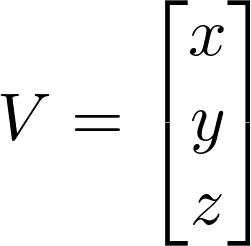 V = [x
y
z]